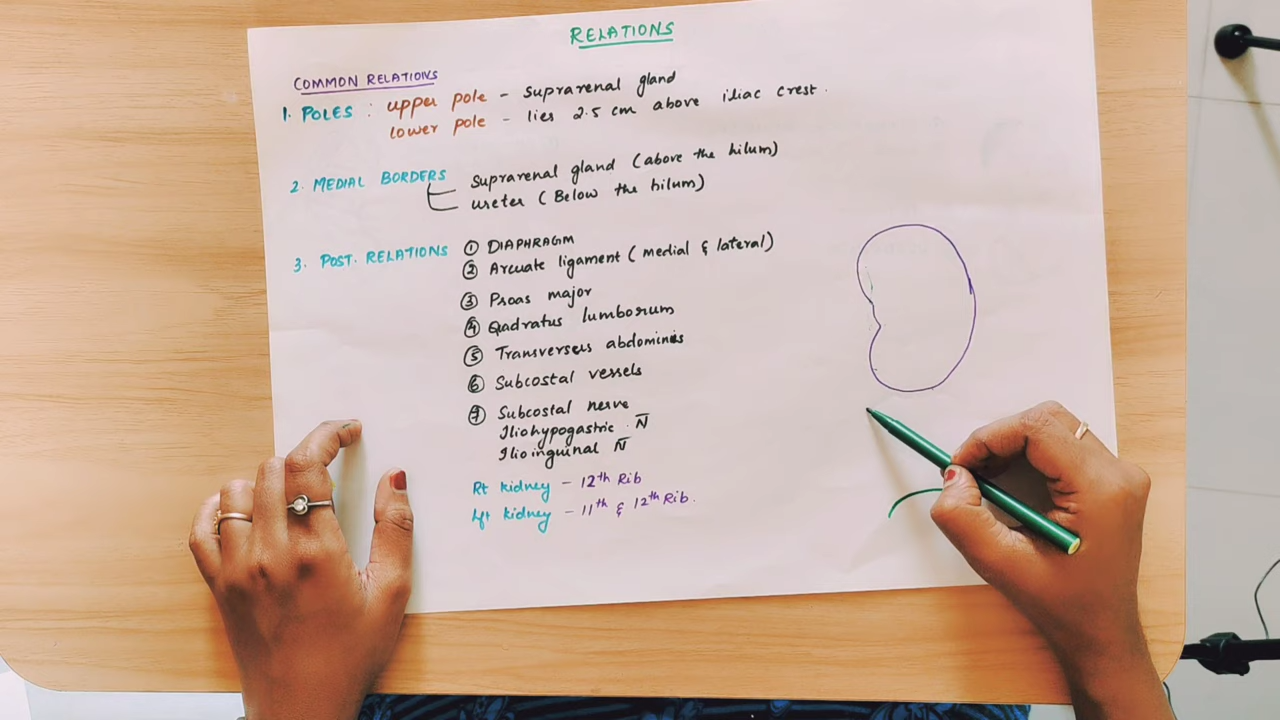 RELATIONS
COMMON RELATIONS
1. POLES : upper pole - suprarenal gland
lower pole - lies 2.5 cm above iliac crest.
2. MEDIAL BORDERS
suprarenal gland (above the hilum)
ureter (Below the hilum)
3. POST. RELATIONS
① DIAPHRAGM
② Arcuate ligament (medial & lateral)
③ Psoas major
④ Quadratus lumborum
⑤ Transversus abdominis
⑥ Subcostal vessels
⑦ Subcostal nerve
Iliohypogastric N̅
Ilioinguinal N̅
Rt kidney - 12th Rib
Lft kidney - 11th & 12th Rib.